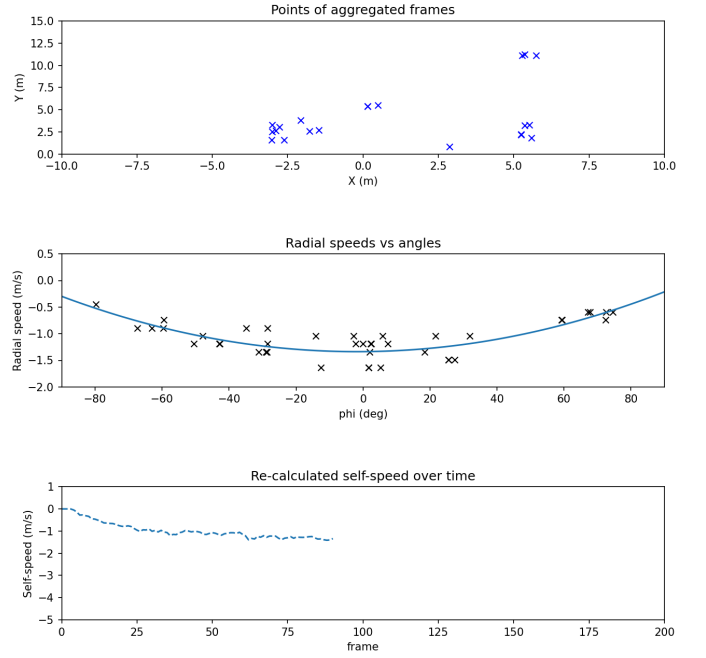 Points of aggregated frames
15.0
12.5
10.0
7.5
5.0
2.5
0.0
Y (m)
−10.0 −7.5 −5.0 −2.5 0.0 2.5 5.0 7.5 10.0
X (m)
Radial speeds vs angles
0.5
0.0
−0.5
−1.0
−1.5
−2.0
Radial speed (m/s)
−80 −60 −40 −20 0 20 40 60 80
phi (deg)
Re-calculated self-speed over time
1
0
−1
−2
−3
−4
−5
Self-speed (m/s)
0 25 50 75 100 125 150 175 200
frame